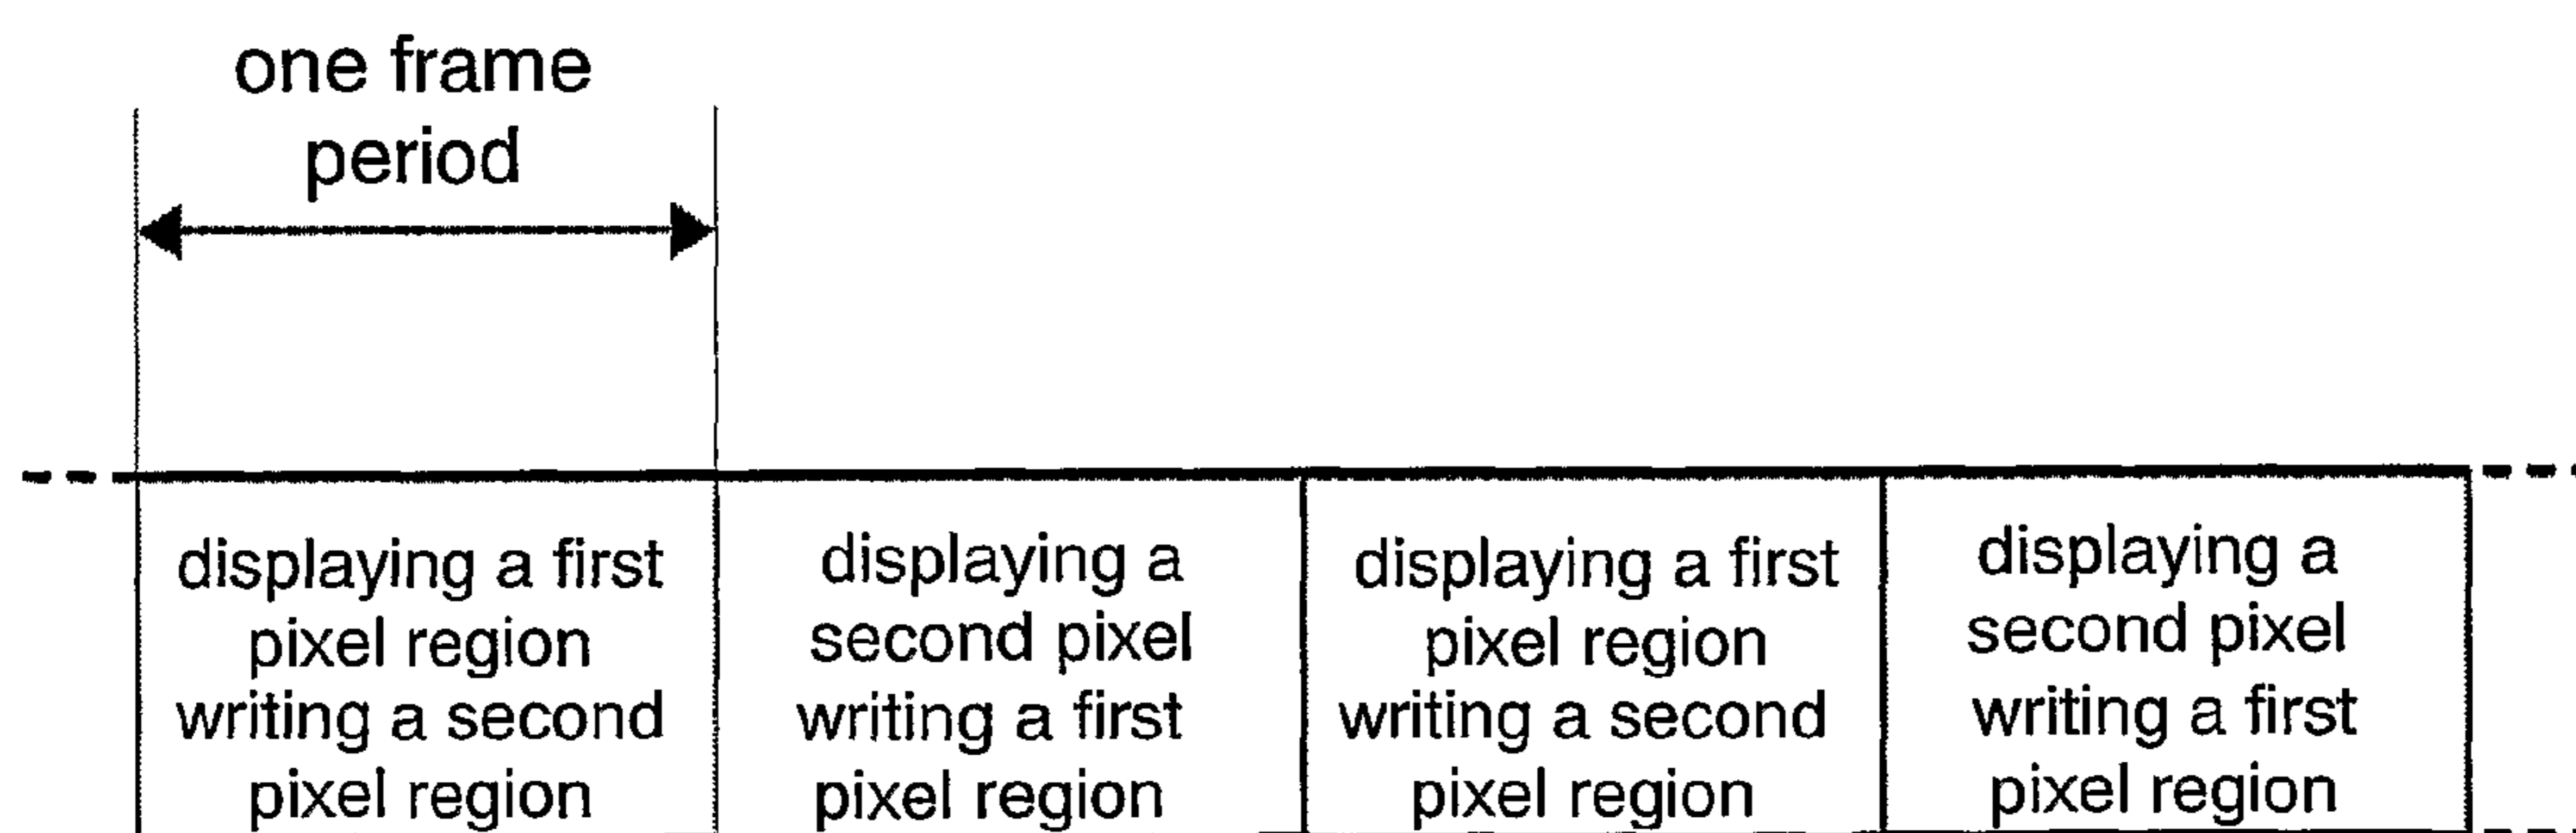 one frame
period
displaying a first
pixel region
writing a second
pixel region
displaying a
second pixel
writing a first
pixel region
displaying a first
pixel region
writing a second
pixel region
displaying a
second pixel
writing a first
pixel region